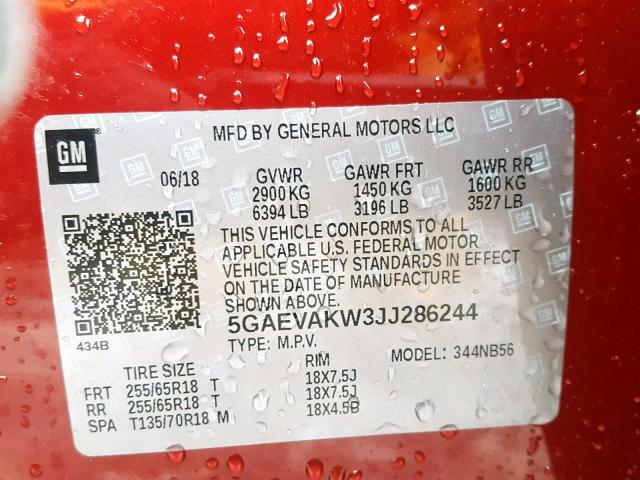 MFD BY GENERAL MOTORS LLC
GM
06/18 GVWR GAWR FRT GAWR RR
2900 KG 1450 KG 1600 KG
6394 LB 3196 LB 3527 LB
THIS VEHICLE CONFORMS TO ALL
APPLICABLE U.S. FEDERAL MOTOR
VEHICLE SAFETY STANDARDS IN EFFECT
ON THE DATE OF MANUFACTURE
SHOWN ABOVE.
434B
5GAEVAKW3JJ286244
TYPE: M.P.V. MODEL: 344NB56
TIRE SIZE RIM
FRT 255/65R18 T 18X7.5J
RR 255/65R18 T 18X7.5J
SPA T135/70R18 M 18X4.5B